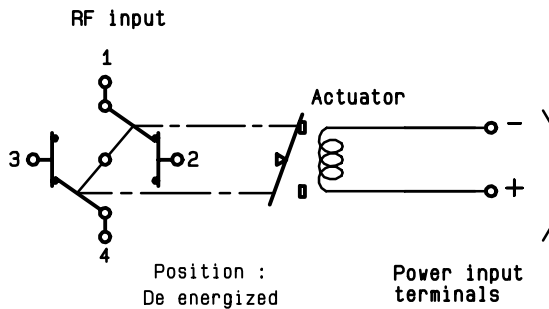 RF input
1
Actuator
-
3
2
+
4
Position :
De energized
Power input
terminals